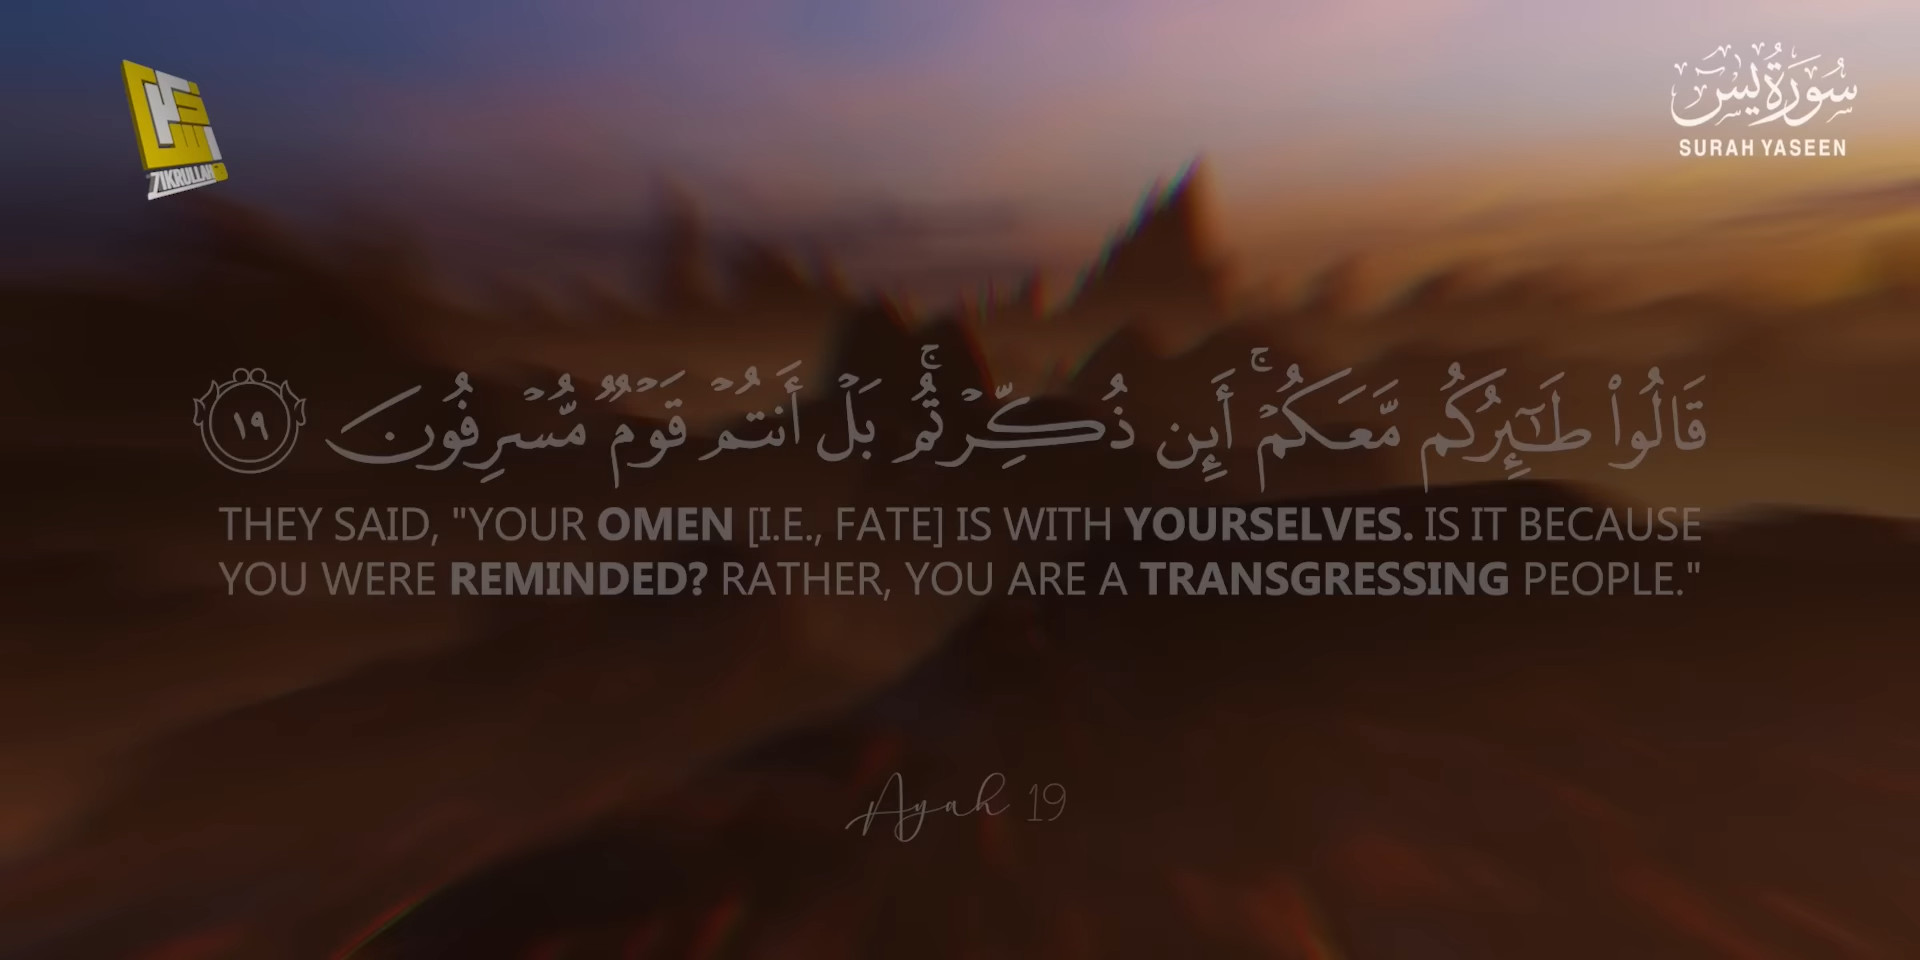 ZIKRULLAH
سُورَةُ يس
SURAH YASEEN
قَالُوا۟ طَـٰٓئِرُكُم مَّعَكُمْ ۚ أَئِن ذُكِّرْتُم ۚ بَلْ أَنتُمْ قَوْمٌ مُّسْرِفُونَ ١٩
THEY SAID, "YOUR OMEN [I.E., FATE] IS WITH YOURSELVES. IS IT BECAUSE
YOU WERE REMINDED? RATHER, YOU ARE A TRANSGRESSING PEOPLE."
Ayah 19